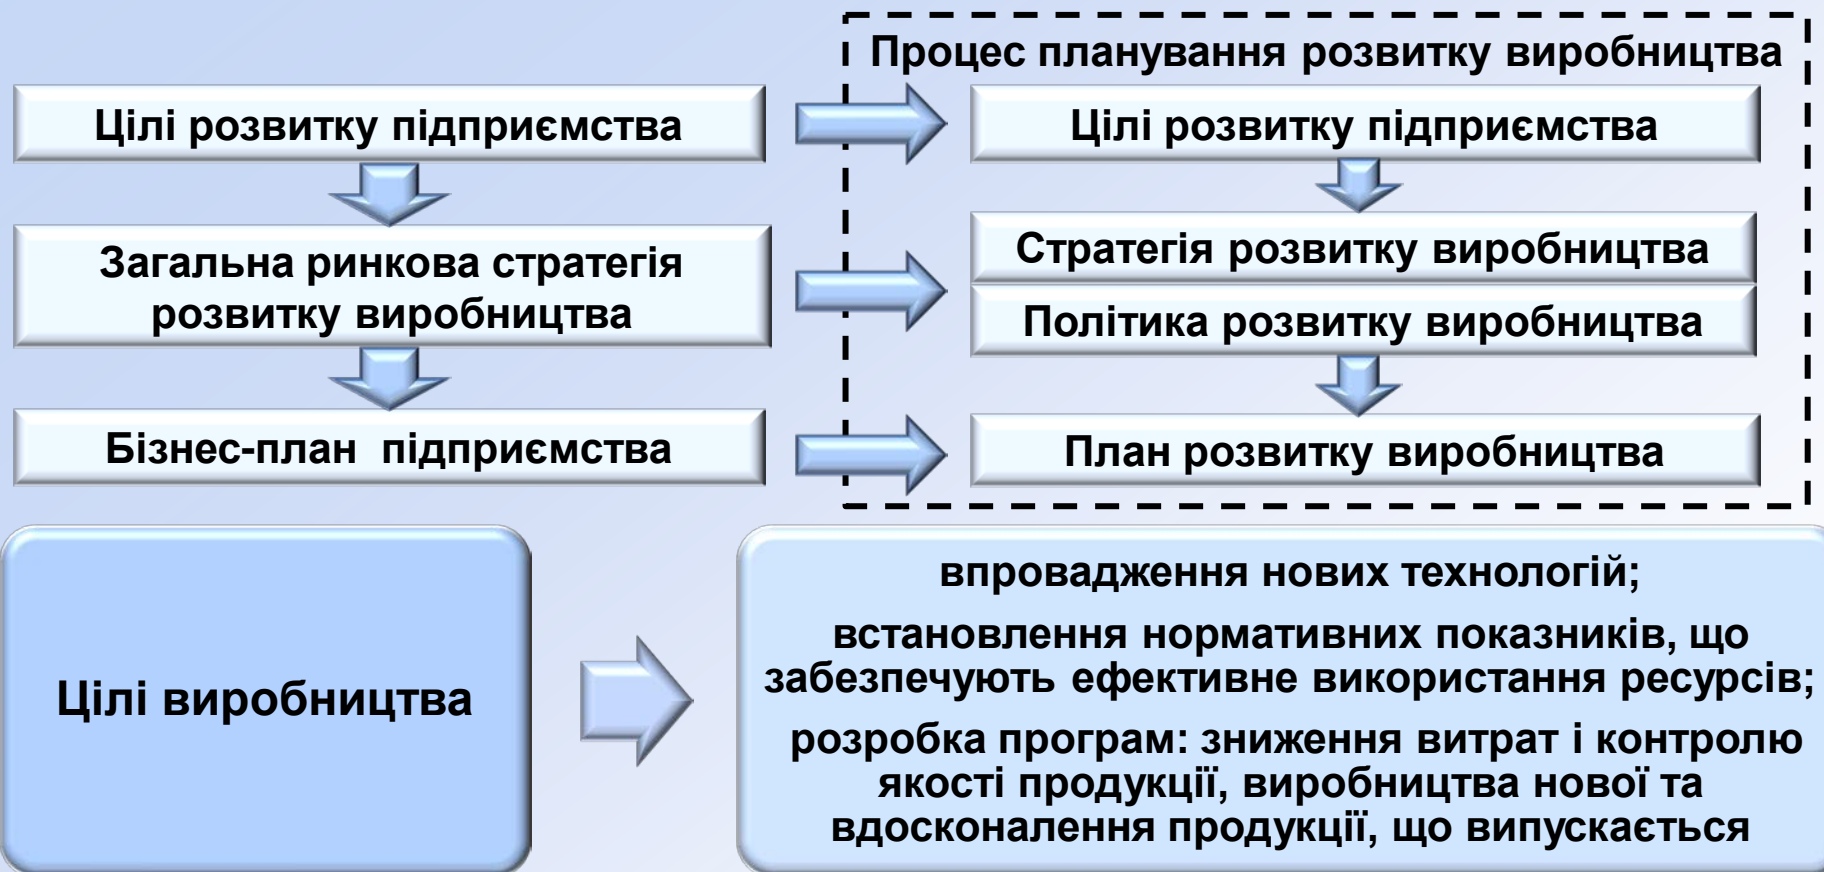 Процес планування розвитку виробництва
Цілі розвитку підприємства
Цілі розвитку підприємства
Загальна ринкова стратегія
розвитку виробництва
Стратегія розвитку виробництва
Політика розвитку виробництва
Бізнес-план підприємства
План розвитку виробництва
Цілі виробництва
впровадження нових технологій;
встановлення нормативних показників, що
забезпечують ефективне використання ресурсів;
розробка програм: зниження витрат і контролю
якості продукції, виробництва нової та
вдосконалення продукції, що випускається